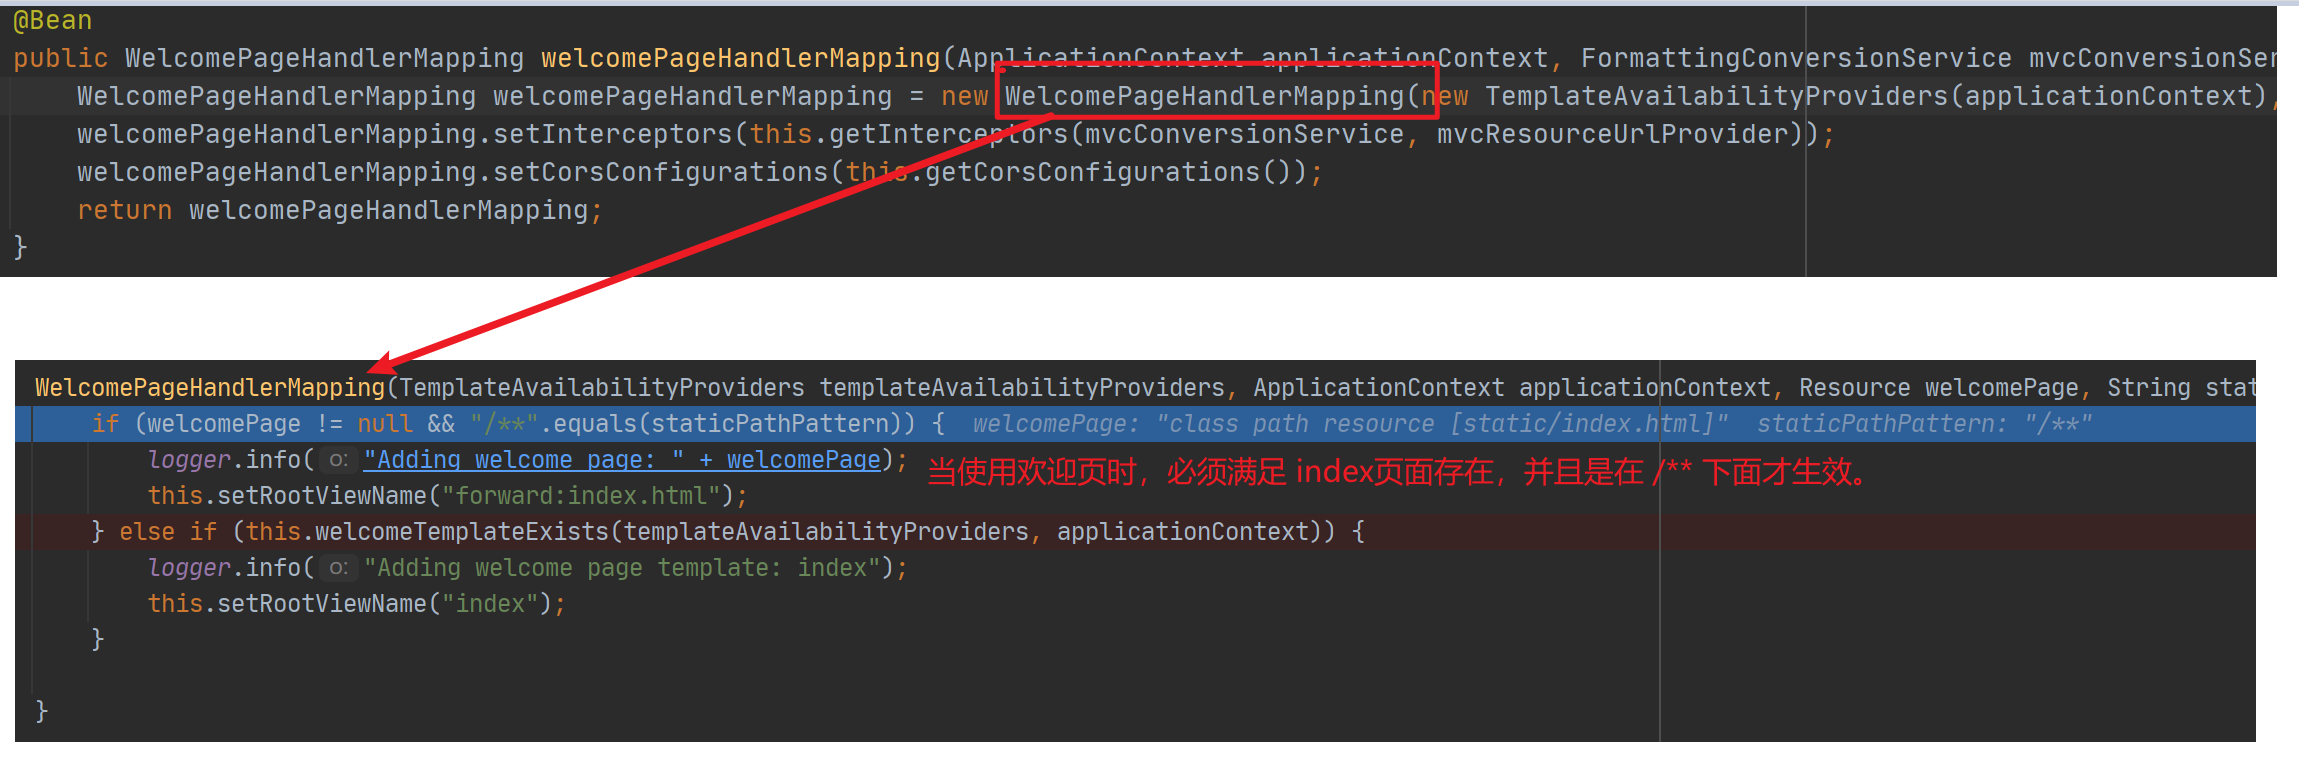 @Bean
public WelcomePageHandlerMapping welcomePageHandlerMapping(ApplicationContext applicationContext, FormattingConversionService mvcConversionSer
WelcomePageHandlerMapping welcomePageHandlerMapping = new WelcomePageHandlerMapping(new TemplateAvailabilityProviders(applicationContext),
welcomePageHandlerMapping.setInterceptors(this.getInterceptors(mvcConversionService, mvcResourceUrlProvider));
welcomePageHandlerMapping.setCorsConfigurations(this.getCorsConfigurations());
return welcomePageHandlerMapping;
}
WelcomePageHandlerMapping(TemplateAvailabilityProviders templateAvailabilityProviders, ApplicationContext applicationContext, Resource welcomePage, String stat
if (welcomePage != null && "/**".equals(staticPathPattern)) { welcomePage: "class path resource [static/index.html]" staticPathPattern: "/**"
logger.info( o: "Adding welcome page: " + welcomePage); 当使用欢迎页时，必须满足 index页面存在，并且是在 /** 下面才生效。
this.setRootViewName("forward:index.html");
} else if (this.welcomeTemplateExists(templateAvailabilityProviders, applicationContext)) {
logger.info( o: "Adding welcome page template: index");
this.setRootViewName("index");
}
}